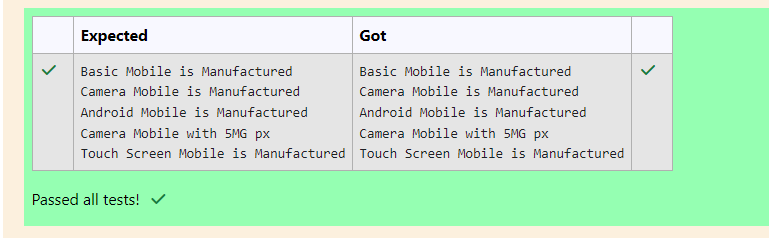 Expected Got
Basic Mobile is Manufactured Basic Mobile is Manufactured
Camera Mobile is Manufactured Camera Mobile is Manufactured
Android Mobile is Manufactured Android Mobile is Manufactured
Camera Mobile with 5MG px Camera Mobile with 5MG px
Touch Screen Mobile is Manufactured Touch Screen Mobile is Manufactured
Passed all tests!